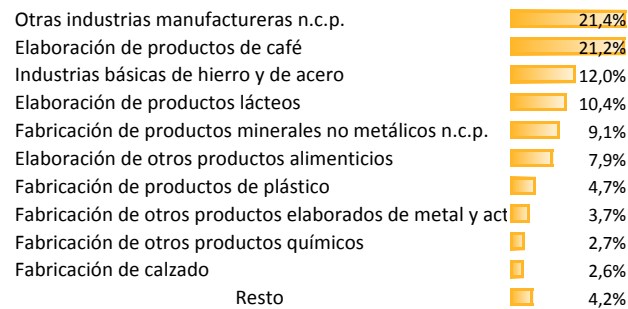 Otras industrias manufactureras n.c.p. 21,4%
Elaboración de productos de café 21,2%
Industrias básicas de hierro y de acero 12,0%
Elaboración de productos lácteos 10,4%
Fabricación de productos minerales no metálicos n.c.p. 9,1%
Elaboración de otros productos alimenticios 7,9%
Fabricación de productos de plástico 4,7%
Fabricación de otros productos elaborados de metal y act 3,7%
Fabricación de otros productos químicos 2,7%
Fabricación de calzado 2,6%
Resto 4,2%